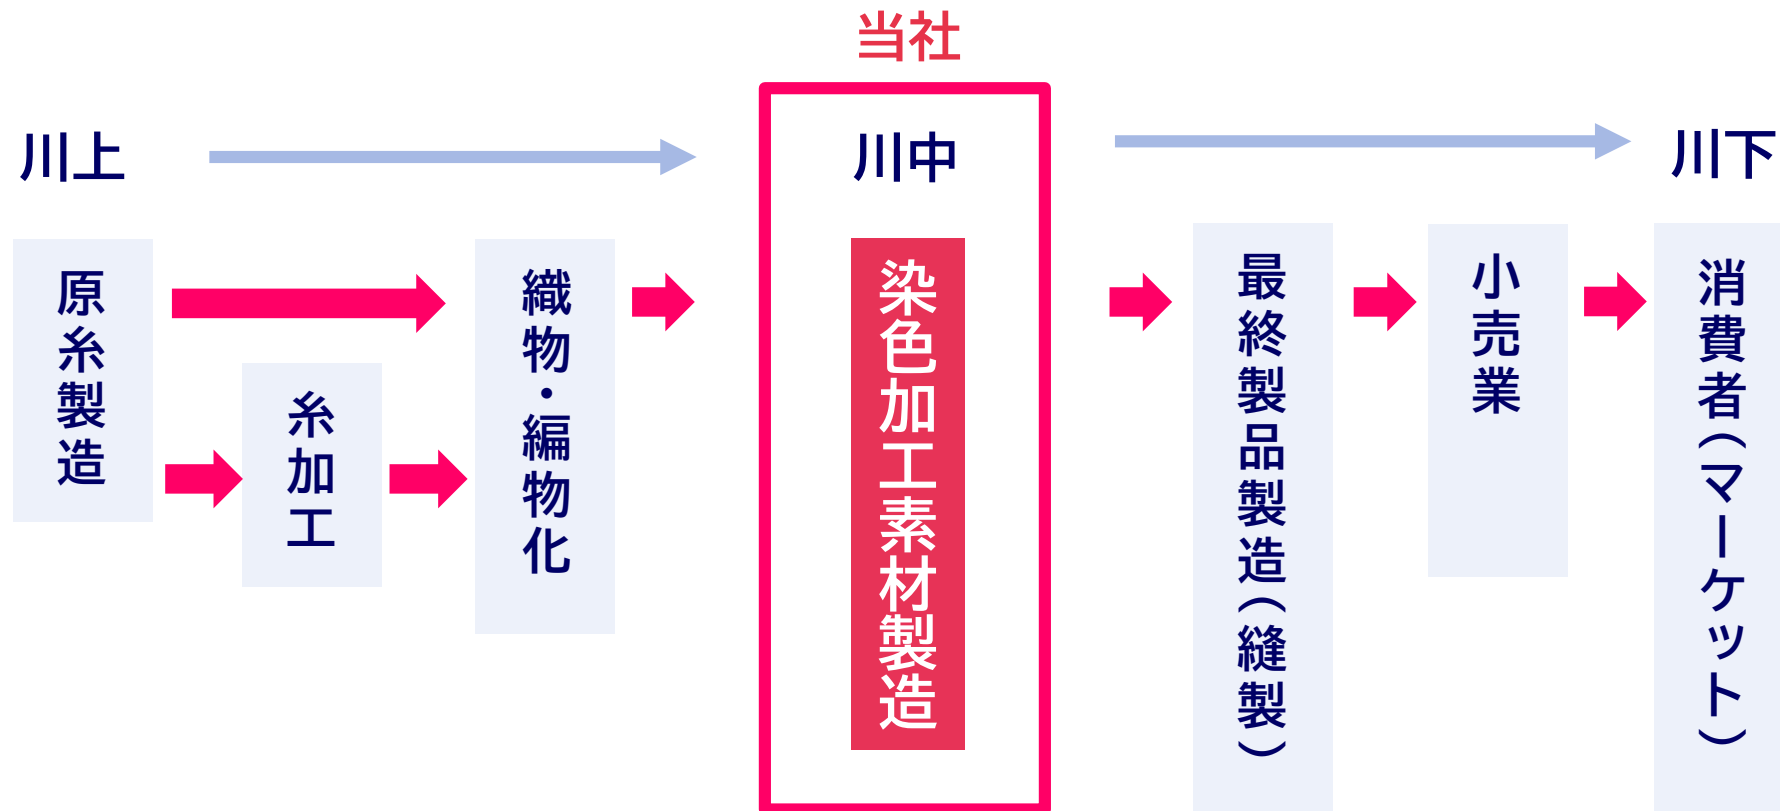 当社
川上
川中
川下
原糸製造
糸加工
織物・編物化
染色加工素材製造
最終製品製造(縫製)
小売業
消費者(マーケット)